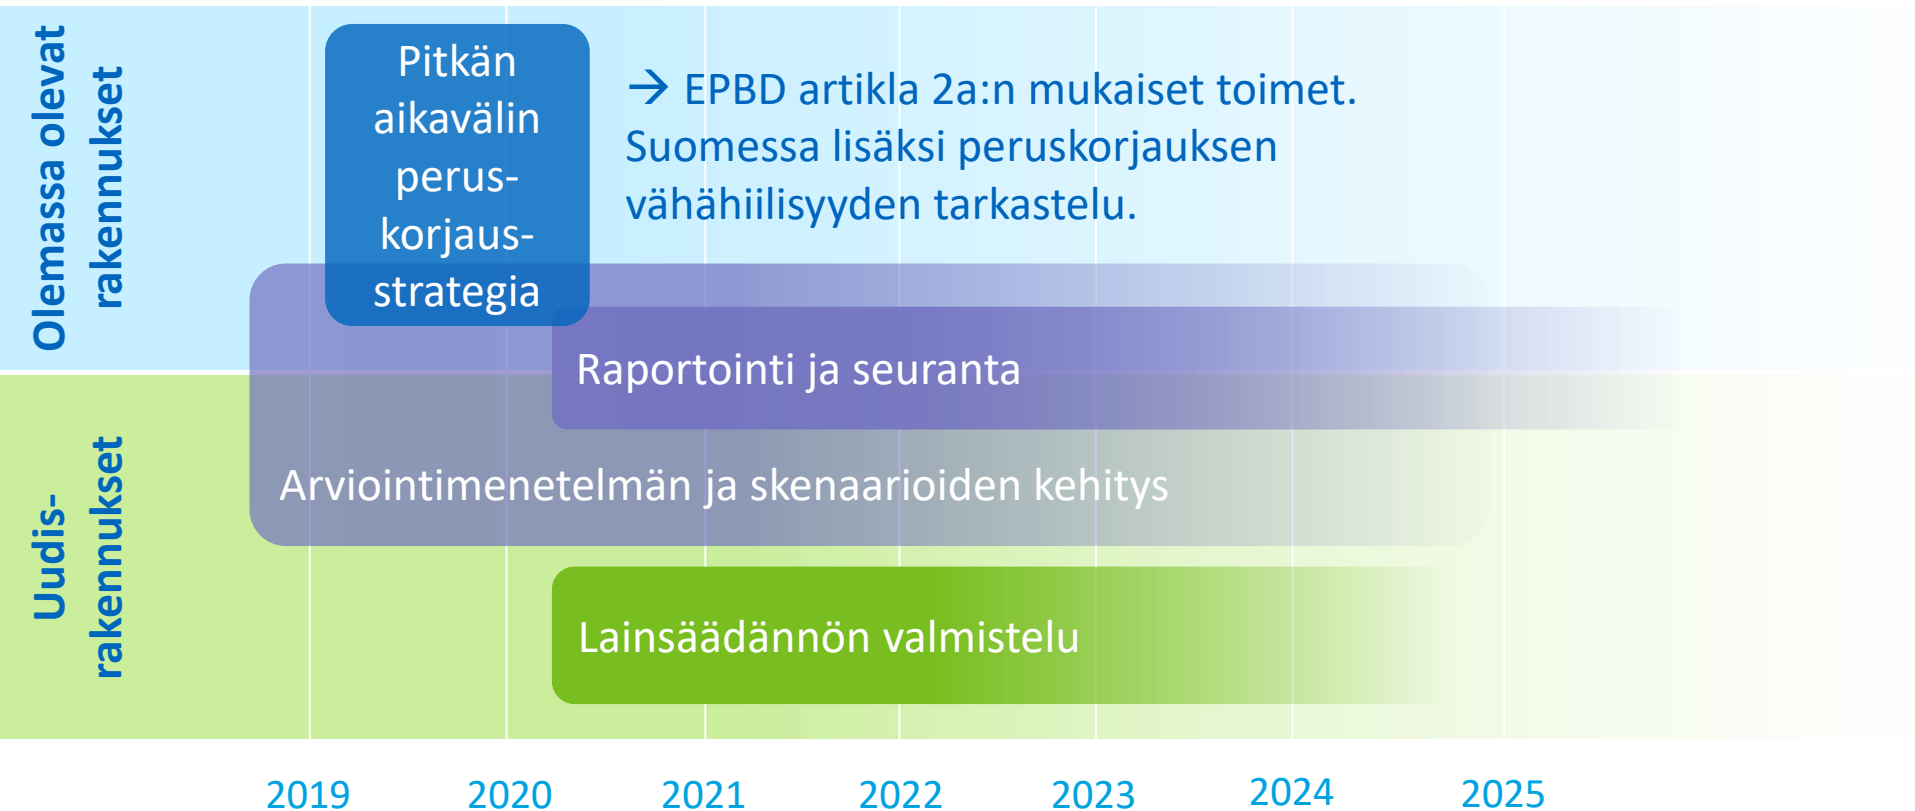 Olemassa olevat
rakennukset
Pitkän
aikavälin
perus-
korjaus-
strategia
→ EPBD artikla 2a:n mukaiset toimet.
Suomessa lisäksi peruskorjauksen
vähähiilisyyden tarkastelu.
Raportointi ja seuranta
Arviointimenetelmän ja skenaarioiden kehitys
Uudis-
rakennukset
Lainsäädännön valmistelu
2019 2020 2021 2022 2023 2024 2025